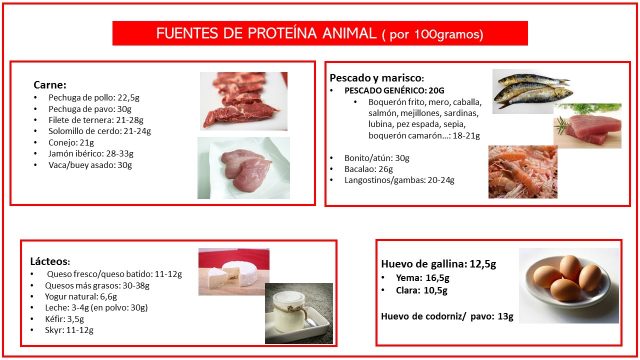 FUENTES DE PROTEÍNA ANIMAL ( por 100gramos)
Carne:
• Pechuga de pollo: 22,5g
• Pechuga de pavo: 30g
• Filete de ternera: 21-28g
• Solomillo de cerdo: 21-24g
• Conejo: 21g
• Jamón ibérico: 28-33g
• Vaca/buey asado: 30g
Pescado y marisco:
• PESCADO GENÉRICO: 20G
• Boquerón frito, mero, caballa,
salmón, mejillones, sardinas,
lubina, pez espada, sepia,
boquerón camarón...: 18-21g
• Bonito/atún: 30g
• Bacalao: 26g
• Langostinos/gambas: 20-24g
Lácteos:
• Queso fresco/queso batido: 11-12g
• Quesos más grasos: 30-38g
• Yogur natural: 6,6g
• Leche: 3-4g (en polvo: 30g)
• Kéfir: 3,5g
• Skyr: 11-12g
Huevo de gallina: 12,5g
• Yema: 16,5g
• Clara: 10,5g
Huevo de codorniz/ pavo: 13g